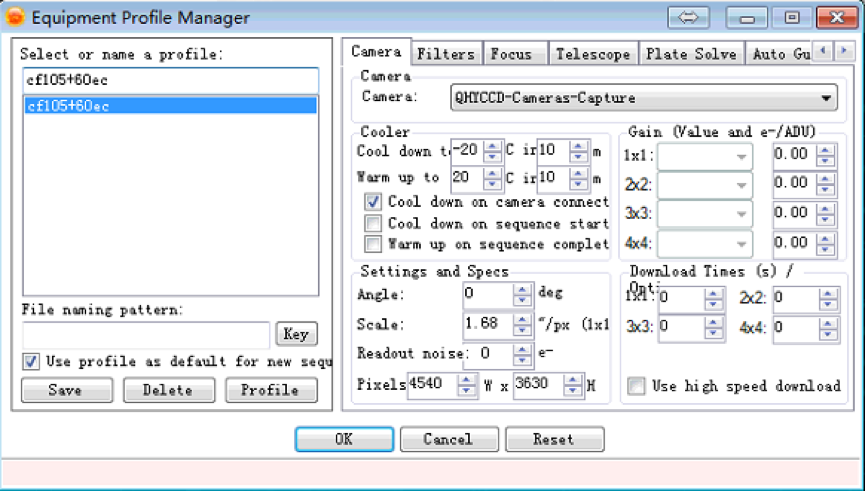 Equipment Profile Manager
Select or name a profile:
cf105+60ec
cf105+60ec
File naming pattern:
Key
Use profile as default for new sequ
Save Delete Profile
Camera Filters Focus Telescope Plate Solve Auto Gu
Camera
Camera: QHYCCD-Cameras-Capture
Cooler
Cool down t -20 C ir 10 m
Warm up to 20 C ir 10 m
Cool down on camera connect
Cool down on sequence start
Warm up on sequence complet
Gain (Value and e-/ADU)
1x1: 0.00
2x2: 0.00
3x3: 0.00
4x4: 0.00
Settings and Specs
Angle: 0 deg
Scale: 1.68 "/px (1x1
Readout noise: 0 e-
Pixels 4540 W x 3630 H
Download Times (s) /
Opti
1x1: 0 2x2: 0
3x3: 0 4x4: 0
Use high speed download
OK Cancel Reset